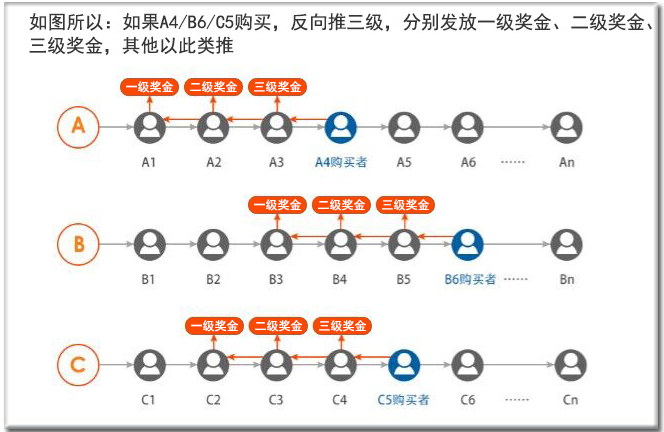 如图所以：如果A4/B6/C5购买，反向推三级，分别发放一级奖金、二级奖金、
三级奖金，其他以此类推
一级奖金 二级奖金 三级奖金
A
A1 A2 A3 A4购买者 A5 A6 …… An
一级奖金 二级奖金 三级奖金
B
B1 B2 B3 B4 B5 B6购买者 …… Bn
一级奖金 二级奖金 三级奖金
C
C1 C2 C3 C4 C5购买者 C6 …… Cn